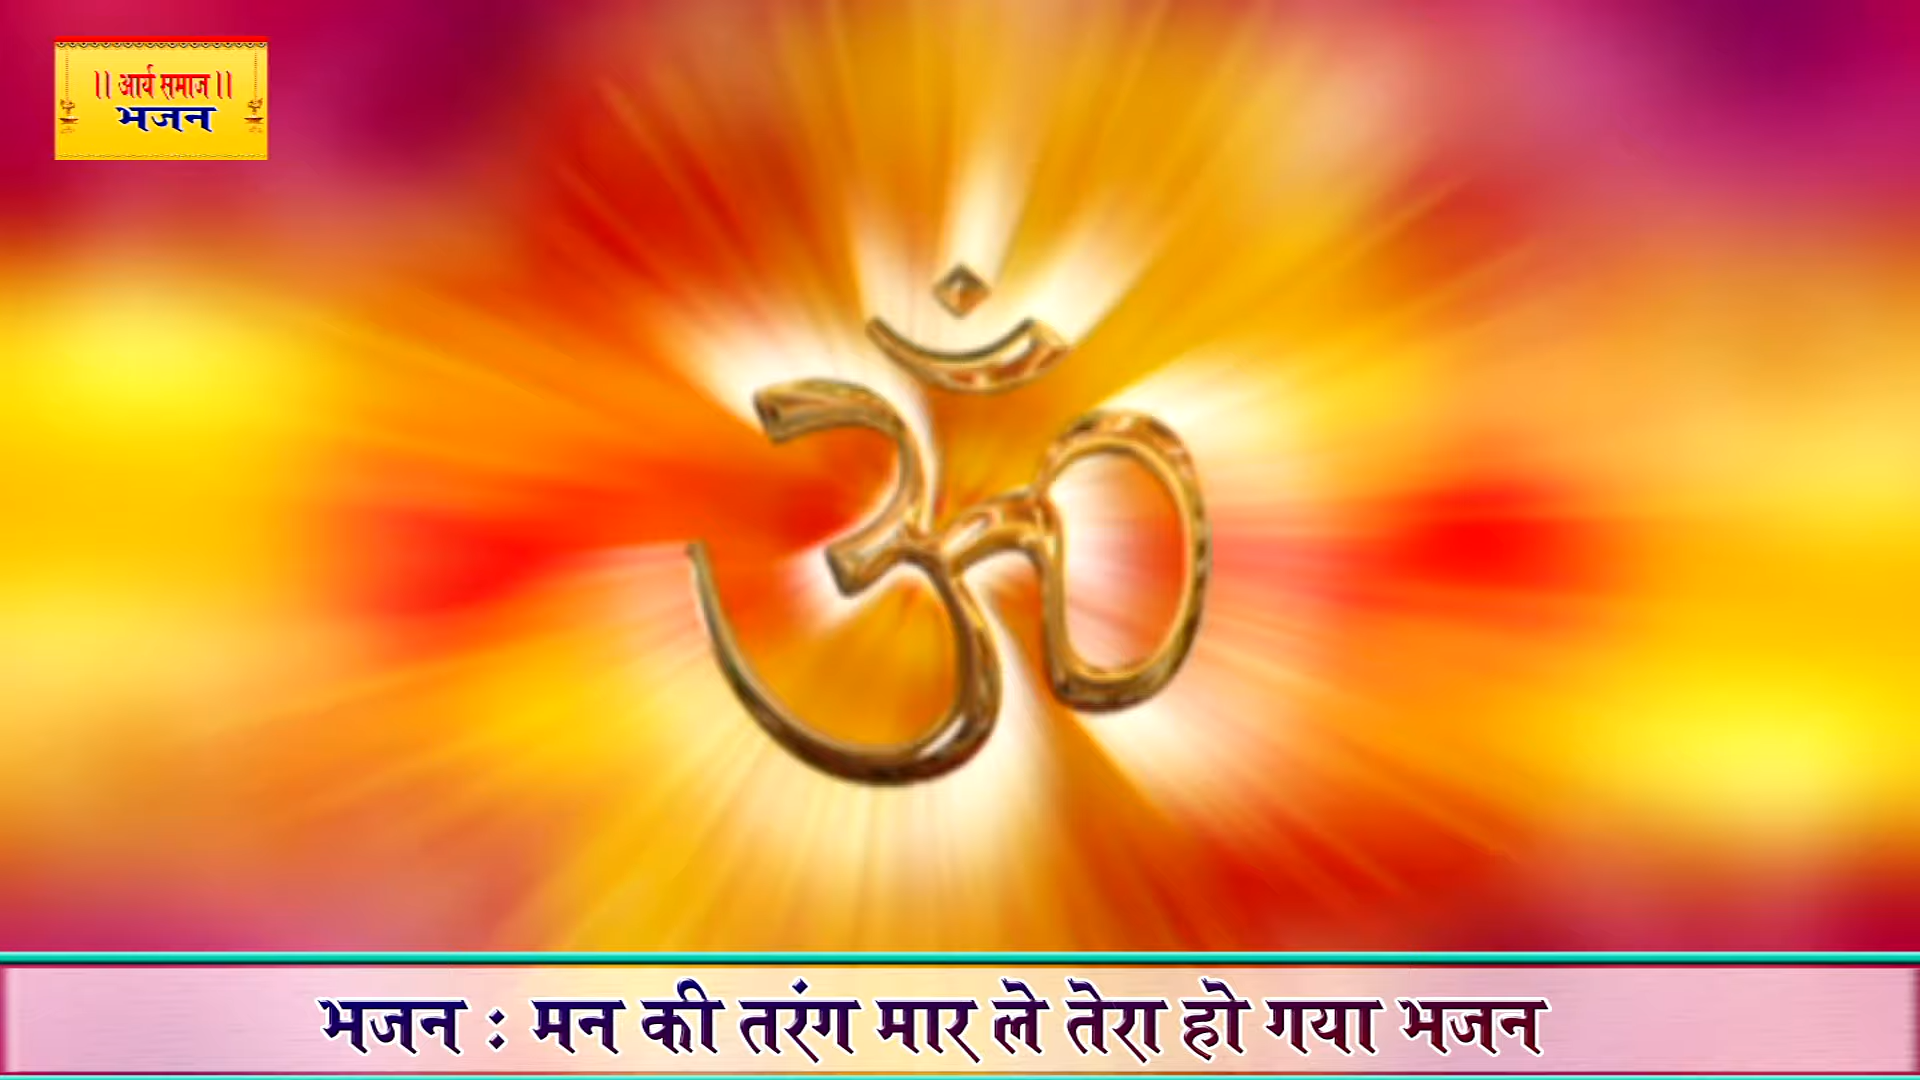 || आर्य समाज ||
भजन
ॐ
भजन : मन की तरंग मार ले तेरा हो गया भजन